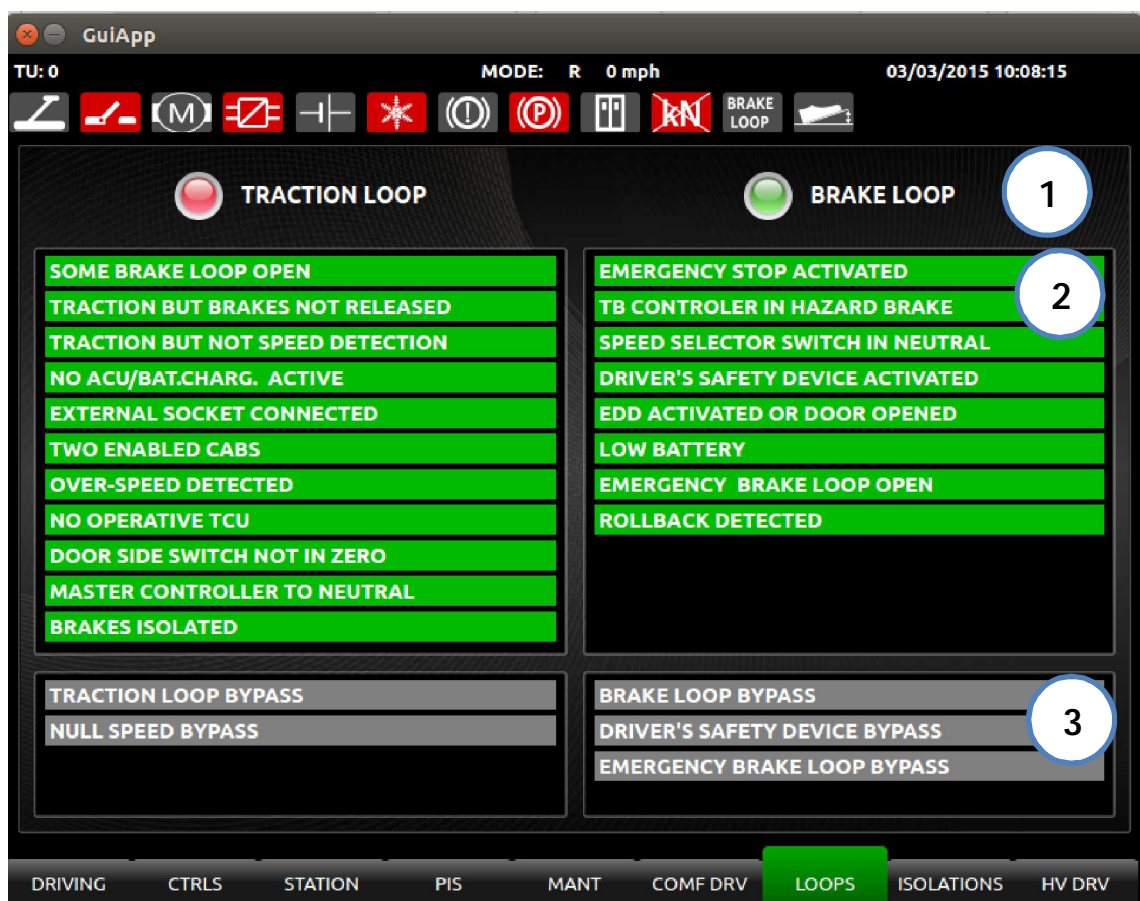 GuiApp
TU: 0 MODE: R 0 mph 03/03/2015 10:08:15
M P kN BRAKE LOOP
TRACTION LOOP
BRAKE LOOP
1
SOME BRAKE LOOP OPEN
TRACTION BUT BRAKES NOT RELEASED
TRACTION BUT NOT SPEED DETECTION
NO ACU/BAT.CHARG. ACTIVE
EXTERNAL SOCKET CONNECTED
TWO ENABLED CABS
OVER-SPEED DETECTED
NO OPERATIVE TCU
DOOR SIDE SWITCH NOT IN ZERO
MASTER CONTROLLER TO NEUTRAL
BRAKES ISOLATED
EMERGENCY STOP ACTIVATED
TB CONTROLER IN HAZARD BRAKE
SPEED SELECTOR SWITCH IN NEUTRAL
DRIVER'S SAFETY DEVICE ACTIVATED
EDD ACTIVATED OR DOOR OPENED
LOW BATTERY
EMERGENCY BRAKE LOOP OPEN
ROLLBACK DETECTED
2
TRACTION LOOP BYPASS
NULL SPEED BYPASS
BRAKE LOOP BYPASS
DRIVER'S SAFETY DEVICE BYPASS
EMERGENCY BRAKE LOOP BYPASS
3
DRIVING CTRLS STATION PIS MANT COMF DRV LOOPS ISOLATIONS HV DRV